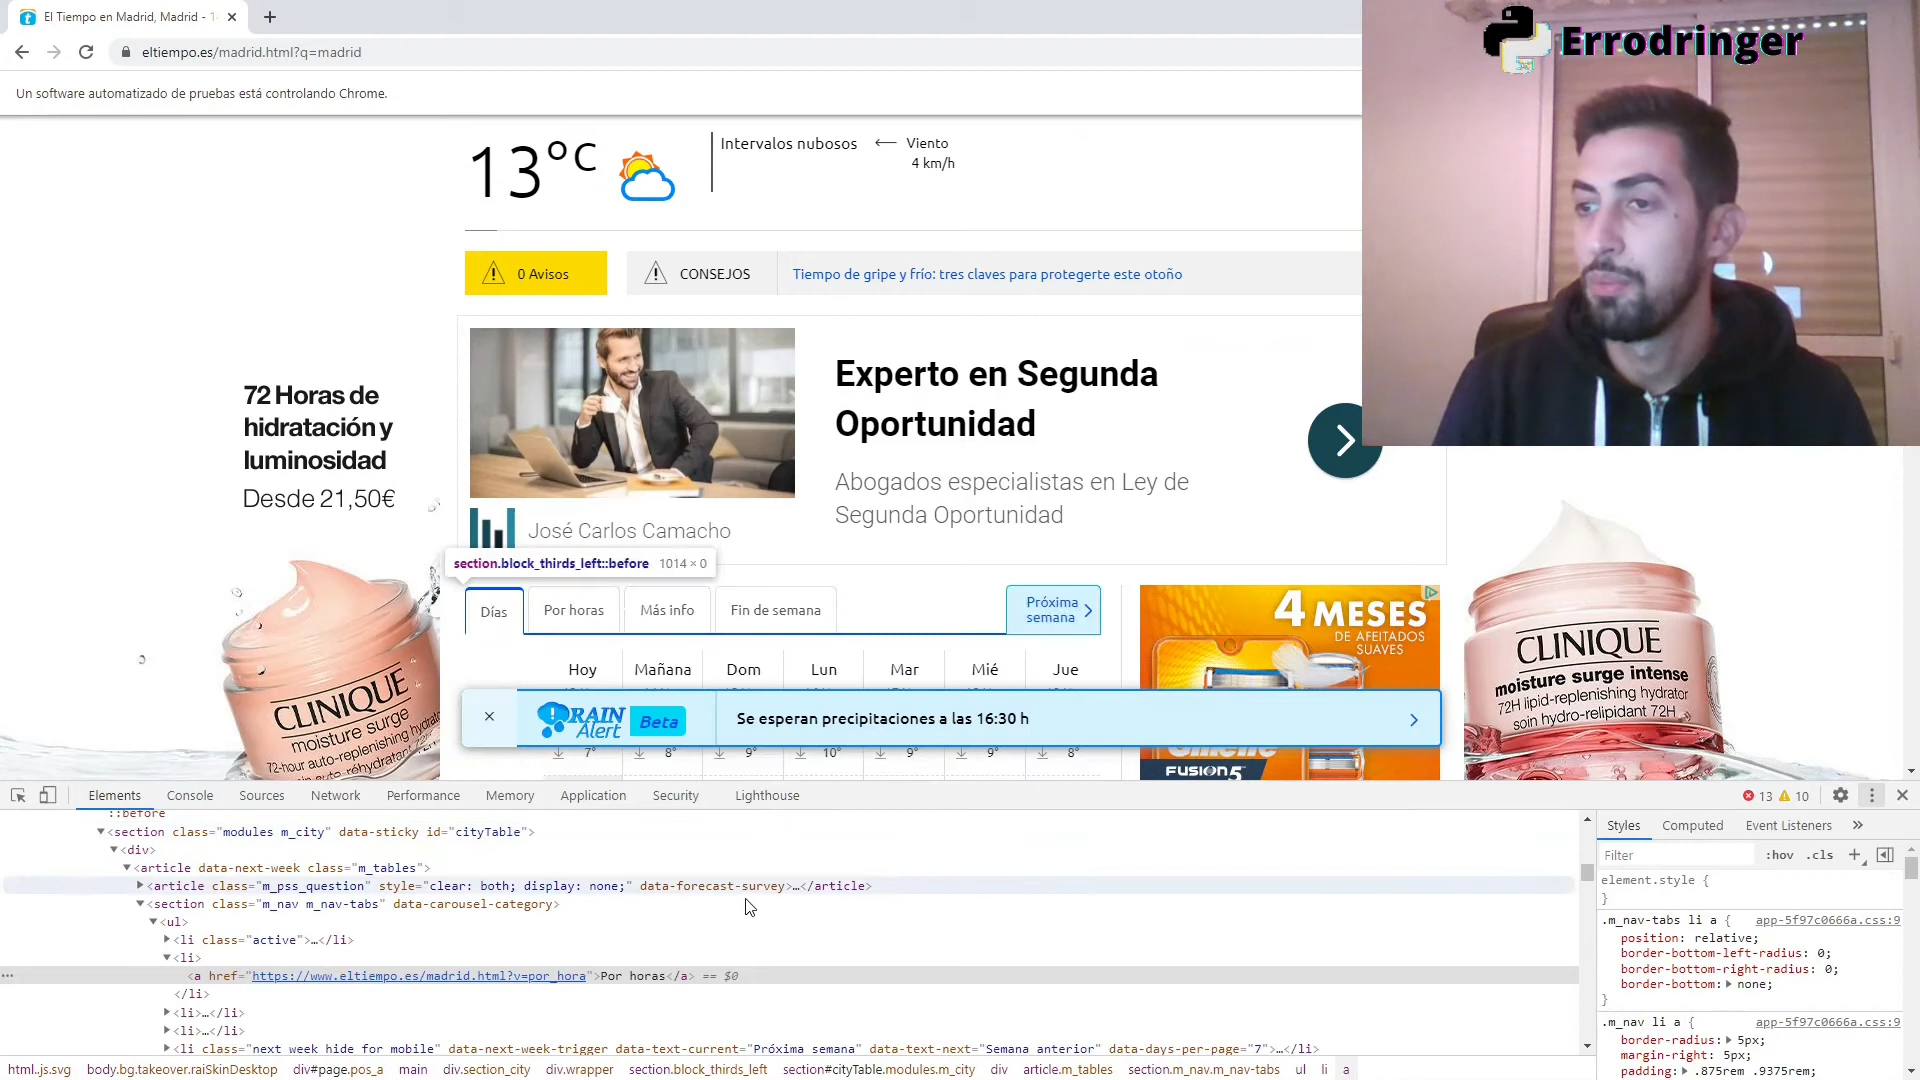 El Tiempo en Madrid, Madrid - 1
eltiempo.es/madrid.html?q=madrid
Un software automatizado de pruebas está controlando Chrome.
Errodringer
13°C
Intervalos nubosos
Viento
4 km/h
0 Avisos
CONSEJOS
Tiempo de gripe y frío: tres claves para protegerte este otoño
72 Horas de
hidratación y
luminosidad
Desde 21,50€
CLINIQUE
moisture surge
72-hour auto-replenishing hydrator
Experto en Segunda
Oportunidad
Abogados especialistas en Ley de
Segunda Oportunidad
José Carlos Camacho
section.block_thirds_left::before 1014 × 0
Días
Por horas
Más info
Fin de semana
Próxima
semana
Hoy Mañana Dom Lun Mar Mié Jue
RAIN
Alert
Beta
Se esperan precipitaciones a las 16:30 h
7° 8° 9° 10° 9° 9° 8°
4 MESES
DE AFEITADOS
SUAVES
FUSION5
CLINIQUE
moisture surge intense
72H lipid-replenishing hydrator
soin hydro-relipidant 72H
Elements Console Sources Network Performance Memory Application Security Lighthouse
13 10
::before
<section class="modules m_city" data-sticky id="cityTable">
<div>
<article data-next-week class="m_tables">
<article class="m_pss_question" style="clear: both; display: none;" data-forecast-survey>…</article>
<section class="m_nav m_nav-tabs" data-carousel-category>
<ul>
<li class="active">…</li>
<li>
<a href="https://www.eltiempo.es/madrid.html?v=por_hora">Por horas</a> == $0
</li>
<li>…</li>
<li>…</li>
<li class="next week hide for mobile" data-next-week-trigger data-text-current="Próxima semana" data-text-next="Semana anterior" data-days-per-page="7">…</li>
html.js.svg body.bg.takeover.raiSkinDesktop div#page.pos_a main div.section_city div.wrapper section.block_thirds_left section#cityTable.modules.m_city div article.m_tables section.m_nav.m_nav-tabs ul li a
Styles Computed Event Listeners »
Filter
:hov .cls +
element.style {
}
.m_nav-tabs li a { app-5f97c0666a.css:9
position: relative;
border-bottom-left-radius: 0;
border-bottom-right-radius: 0;
border-bottom: none;
}
.m_nav li a { app-5f97c0666a.css:9
border-radius: 5px;
margin-right: 5px;
padding: .875rem .9375rem;